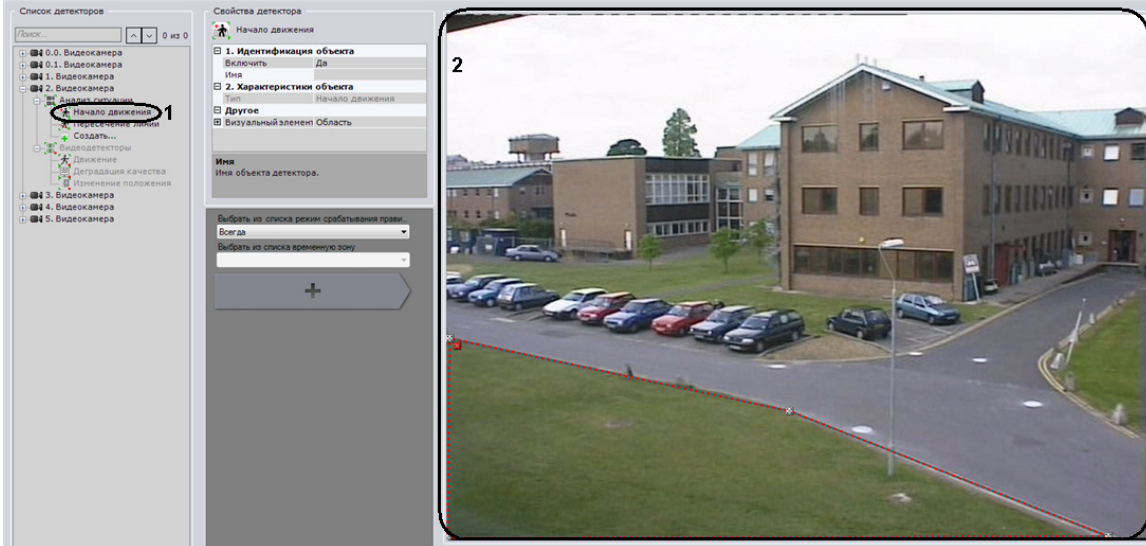 Список детекторов
Поиск...
0 из 0
0.0. Видеокамера
0.1. Видеокамера
1. Видеокамера
2. Видеокамера
Анализ ситуации
Начало движения
1
Пересечение линии
Создать...
Видеодетекторы
Движение
Деградация качества
Изменение положения
3. Видеокамера
4. Видеокамера
5. Видеокамера
Свойства детектора
Начало движения
1. Идентификация объекта
Включить Да
Имя
2. Характеристики объекта
Тип Начало движения
Другое
Визуальный элемент Область
Имя
Имя объекта детектора.
Выбрать из списка режим срабатывания прави..
Всегда
Выбрать из списка временную зону
2